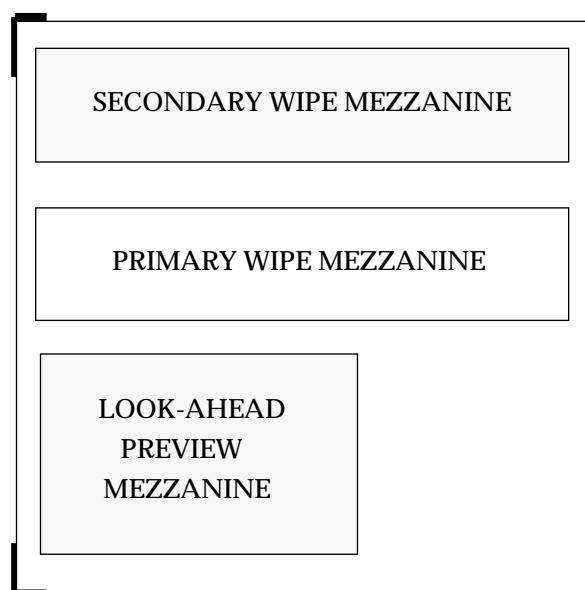 SECONDARY WIPE MEZZANINE
PRIMARY WIPE MEZZANINE
LOOK-AHEAD
PREVIEW
MEZZANINE